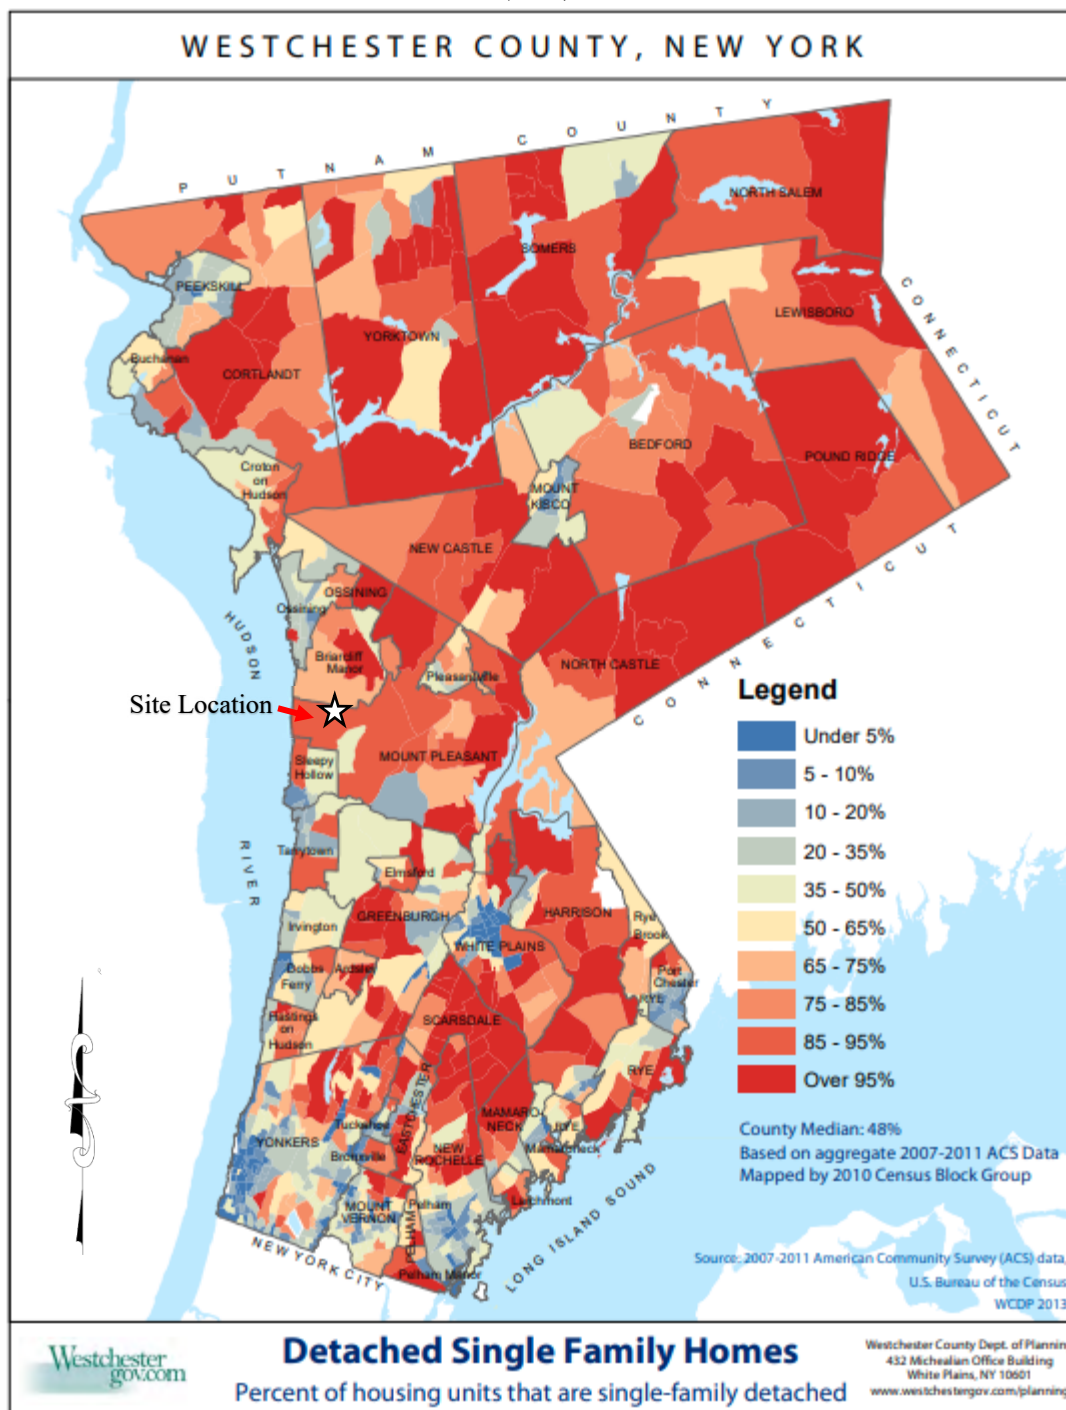 WESTCHESTER COUNTY, NEW YORK
PUTNAM COUNTY
NORTH SALEM
SOMERS
PEEKSKILL
CONNECTICUT
LEWISBORO
YORKTOWN
Buchanan
CORTLANDT
BEDFORD
POUND RIDGE
Croton
on
Hudson
MOUNT
KISCO
NEW CASTLE
CONNECTICUT
OSSINING
Ossining
HUDSON
Briarcliff
Manor
NORTH CASTLE
Pleasantville
Site Location
Legend
Under 5%
5 - 10%
10 - 20%
20 - 35%
35 - 50%
50 - 65%
65 - 75%
75 - 85%
85 - 95%
Over 95%
MOUNT PLEASANT
Sleepy
Hollow
RIVER
Tarrytown
Elmsford
GREENBURGH
HARRISON
Rye
Brook
Irvington
WHITE PLAINS
Dobbs
Ferry
Ardsley
Port
Chester
RYE
Hastings
on
Hudson
SCARSDALE
RYE
EASTCHESTER
MAMARO-
NECK
RYE
Tuckahoe
YONKERS
Bronxville
NEW
ROCHELLE
Mamaroneck
County Median: 48%
Based on aggregate 2007-2011 ACS Data
Mapped by 2010 Census Block Group
MOUNT
VERNON
Pelham
PELHAM
Larchmont
LONG ISLAND SOUND
NEW YORK CITY
Pelham Manor
Source: 2007-2011 American Community Survey (ACS) data,
U.S. Bureau of the Census
WCDP 2013
Westchester
gov.com
Detached Single Family Homes
Percent of housing units that are single-family detached
Westchester County Dept. of Plannin
432 Michealian Office Building
White Plains, NY 10601
www.westchestergov.com/planning